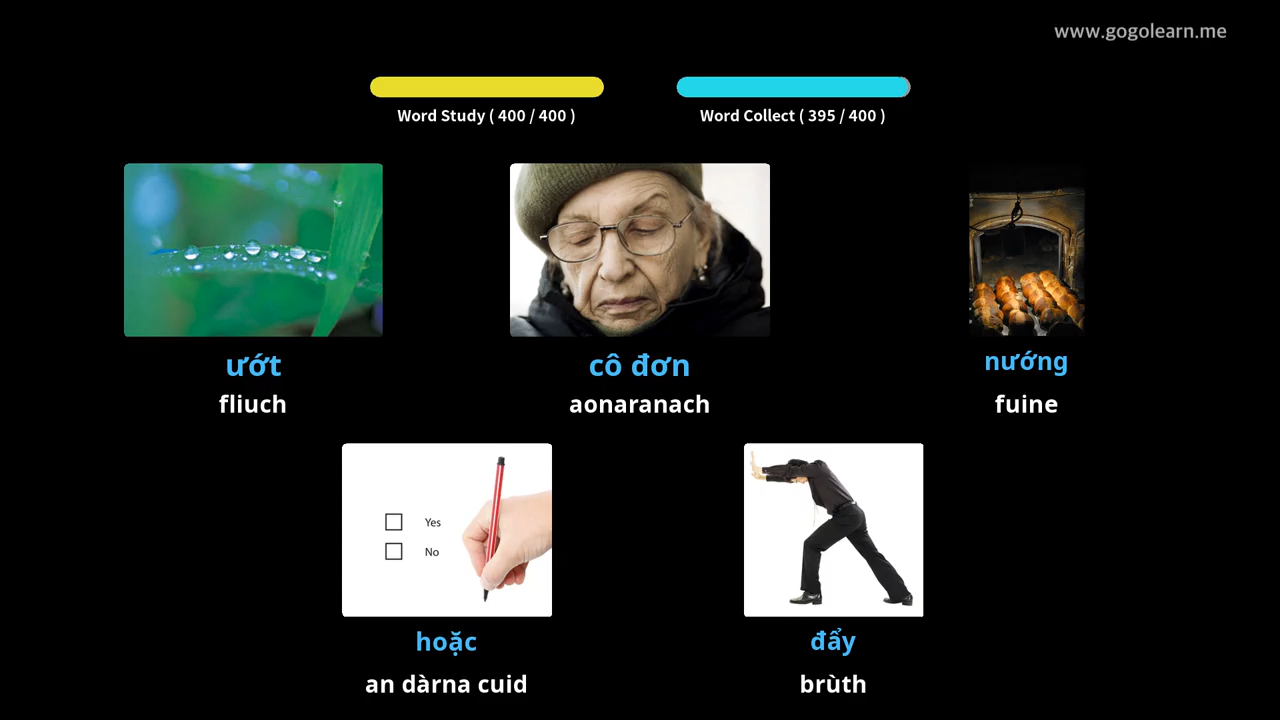 www.gogolearn.me
Word Study ( 400 / 400 )
Word Collect ( 395 / 400 )
ướt
fliuch
cô đơn
aonaranach
nướng
fuine
Yes
No
hoặc
an dàrna cuid
đẩy
brùth